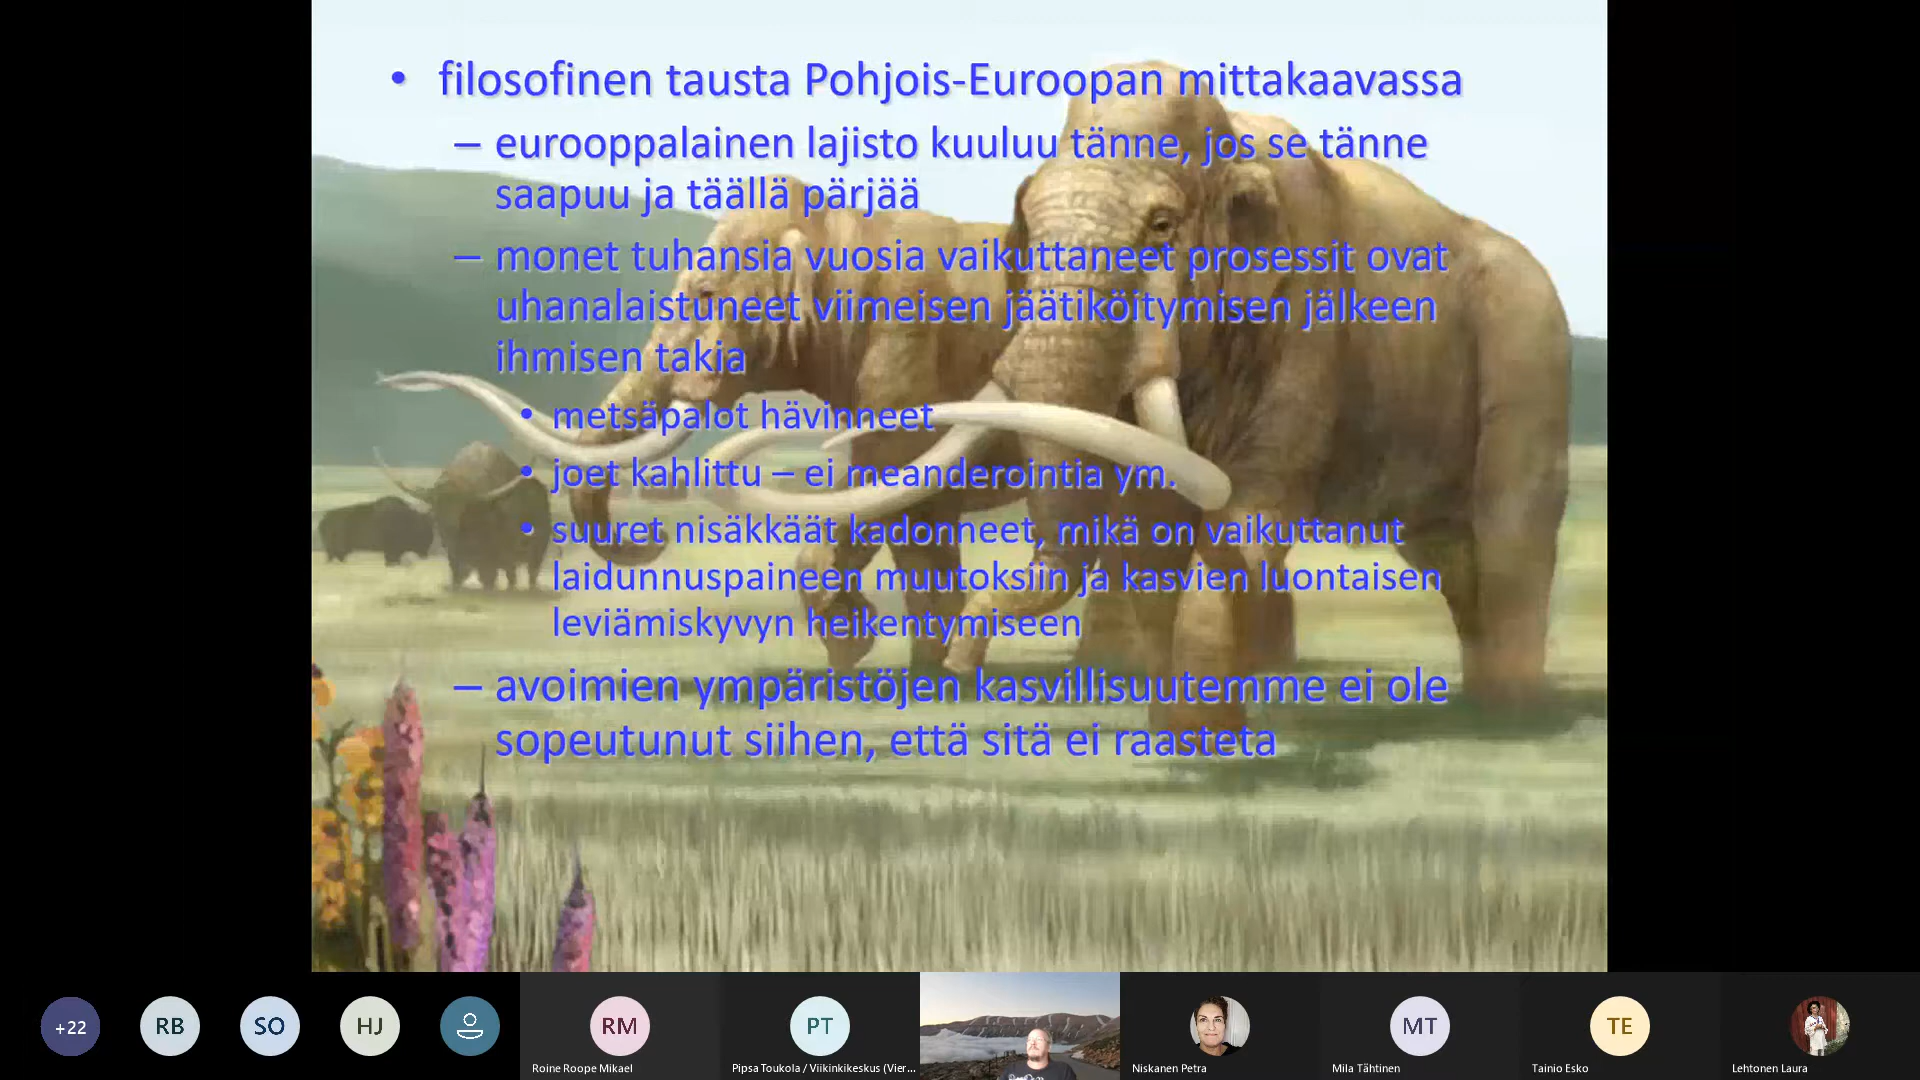 • filosofinen tausta Pohjois-Euroopan mittakaavassa
– eurooppalainen lajisto kuuluu tänne, jos se tänne
saapuu ja täällä pärjää
– monet tuhansia vuosia vaikuttaneet prosessit ovat
uhanalaistuneet viimeisen jäätiköitymisen jälkeen
ihmisen takia
• metsäpalot hävinneet
• joet kahlittu – ei meanderointia ym.
• suuret nisäkkäät kadonneet, mikä on vaikuttanut
laidunnuspaineen muutoksiin ja kasvien luontaisen
leviämiskyvyn heikentymiseen
– avoimien ympäristöjen kasvillisuutemme ei ole
sopeutunut siihen, että sitä ei raasteta
+22
RB
SO
HJ
RM
PT
MT
TE
Roine Roope Mikael
Pipsa Toukola / Viikinkikeskus (Vier...
Niskanen Petra
Mila Tähtinen
Tainio Esko
Lehtonen Laura